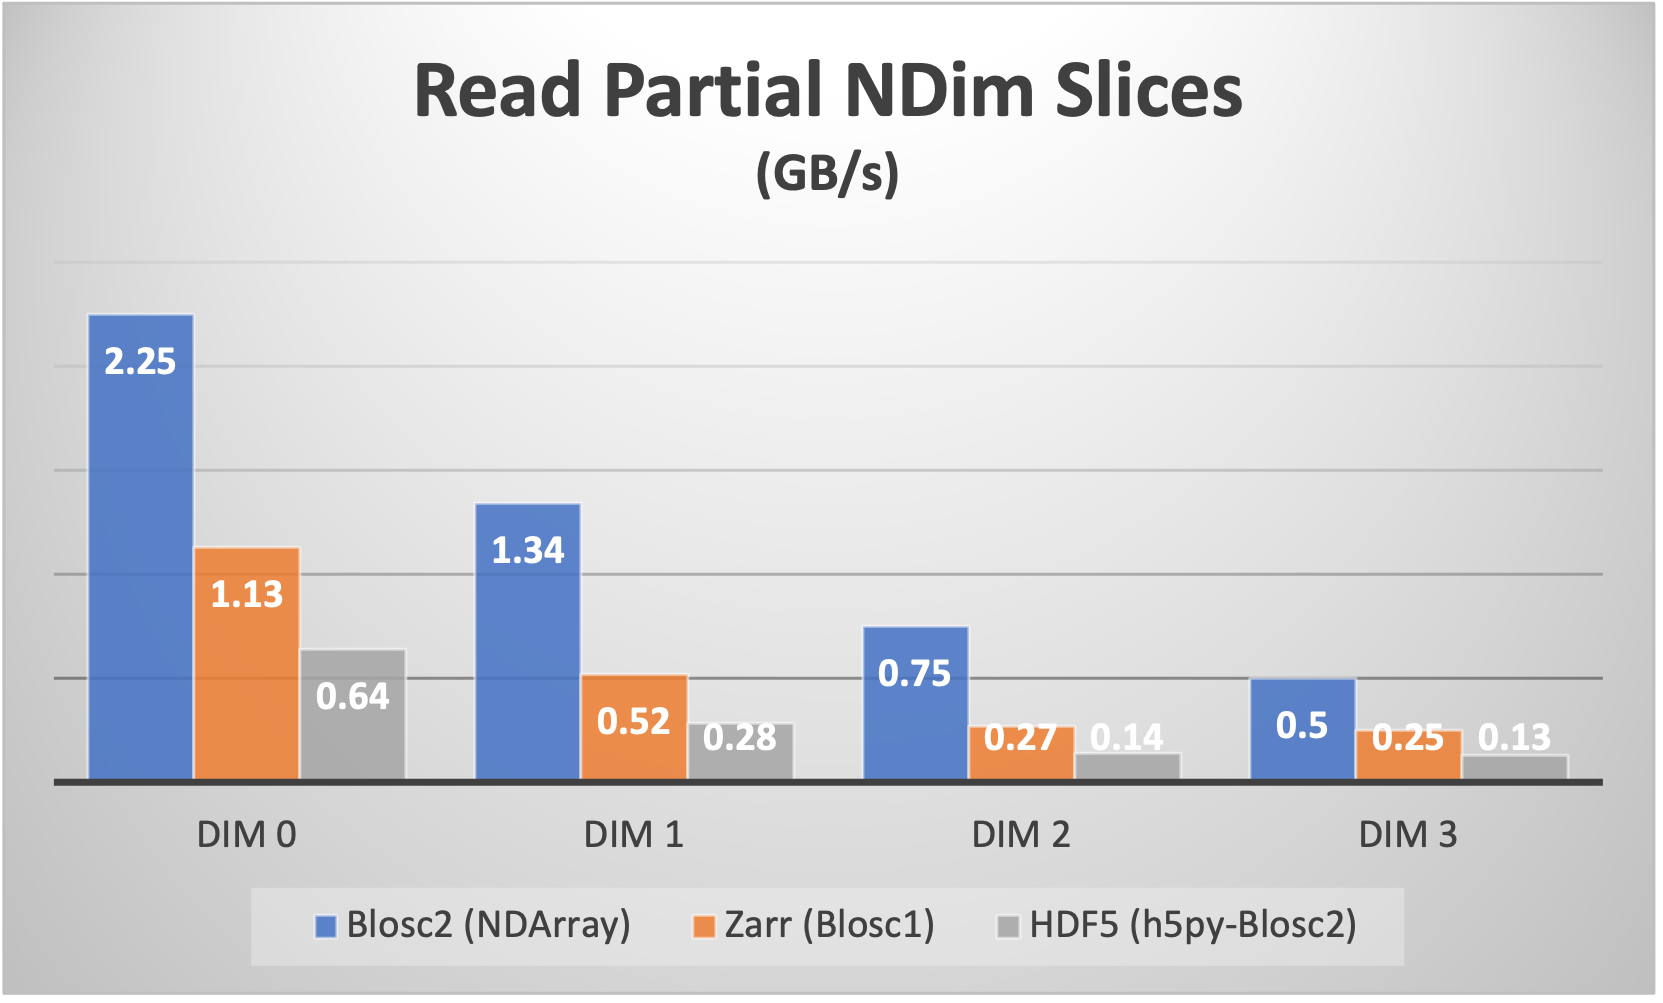 Read Partial NDim Slices
(GB/s)
2.25
1.13
0.64
1.34
0.52
0.28
0.75
0.27
0.14
0.5
0.25
0.13
DIM 0
DIM 1
DIM 2
DIM 3
Blosc2 (NDArray)
Zarr (Blosc1)
HDF5 (h5py-Blosc2)